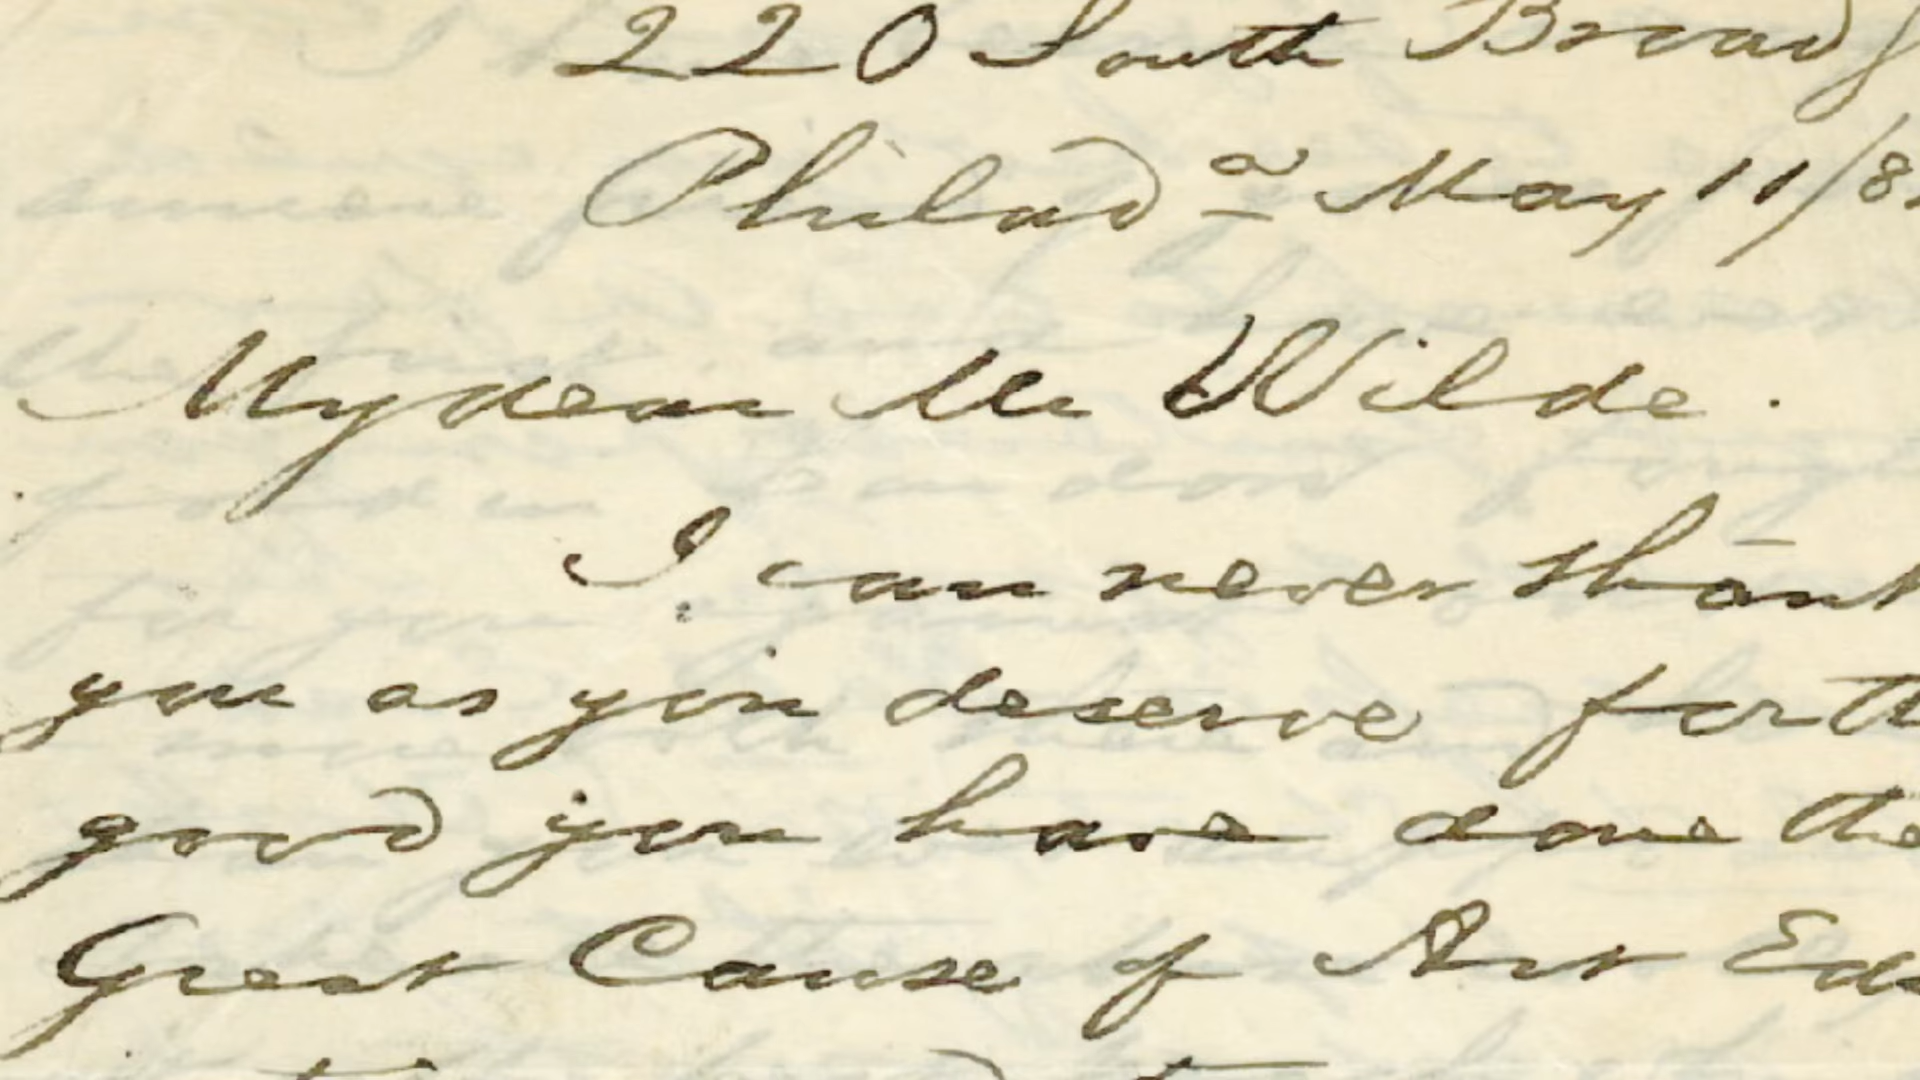 220 South Broad
Philad a May 11/8
My dear Mr Wilde.
I can never thank
you as you deserve for th
good you have done the
Great Cause of Art Ed